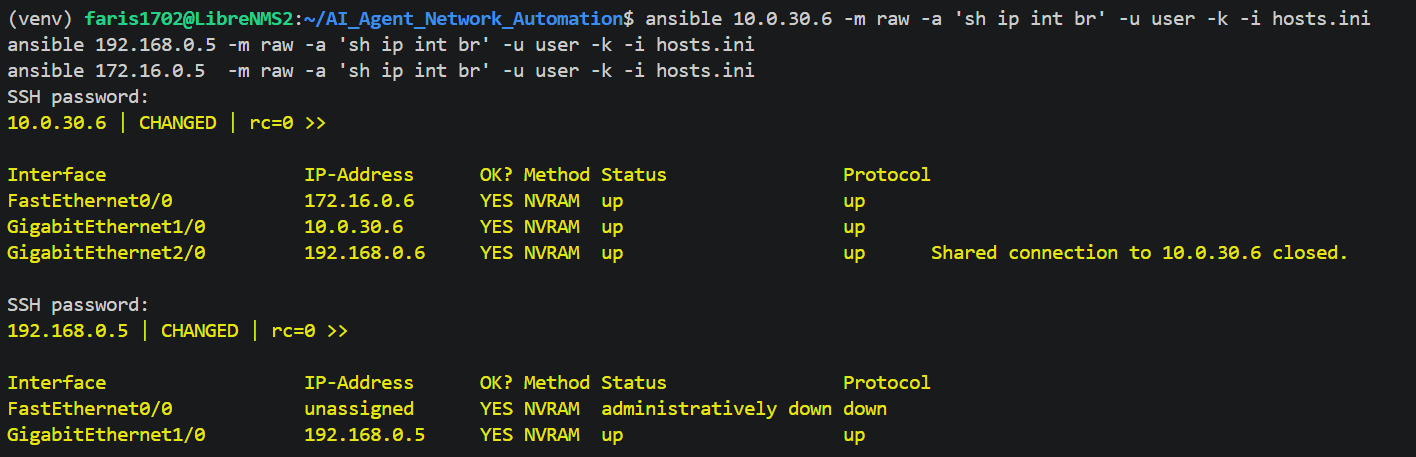 (venv) faris1702@LibreNMS2:~/AI_Agent_Network_Automation$ ansible 10.0.30.6 -m raw -a 'sh ip int br' -u user -k -i hosts.ini
ansible 192.168.0.5 -m raw -a 'sh ip int br' -u user -k -i hosts.ini
ansible 172.16.0.5  -m raw -a 'sh ip int br' -u user -k -i hosts.ini
SSH password:
10.0.30.6 | CHANGED | rc=0 >>

Interface                  IP-Address      OK? Method Status                Protocol
FastEthernet0/0            172.16.0.6      YES NVRAM  up                    up
GigabitEthernet1/0         10.0.30.6       YES NVRAM  up                    up
GigabitEthernet2/0         192.168.0.6     YES NVRAM  up                    up      Shared connection to 10.0.30.6 closed.

SSH password:
192.168.0.5 | CHANGED | rc=0 >>

Interface                  IP-Address      OK? Method Status                Protocol
FastEthernet0/0            unassigned      YES NVRAM  administratively down down
GigabitEthernet1/0         192.168.0.5     YES NVRAM  up                    up